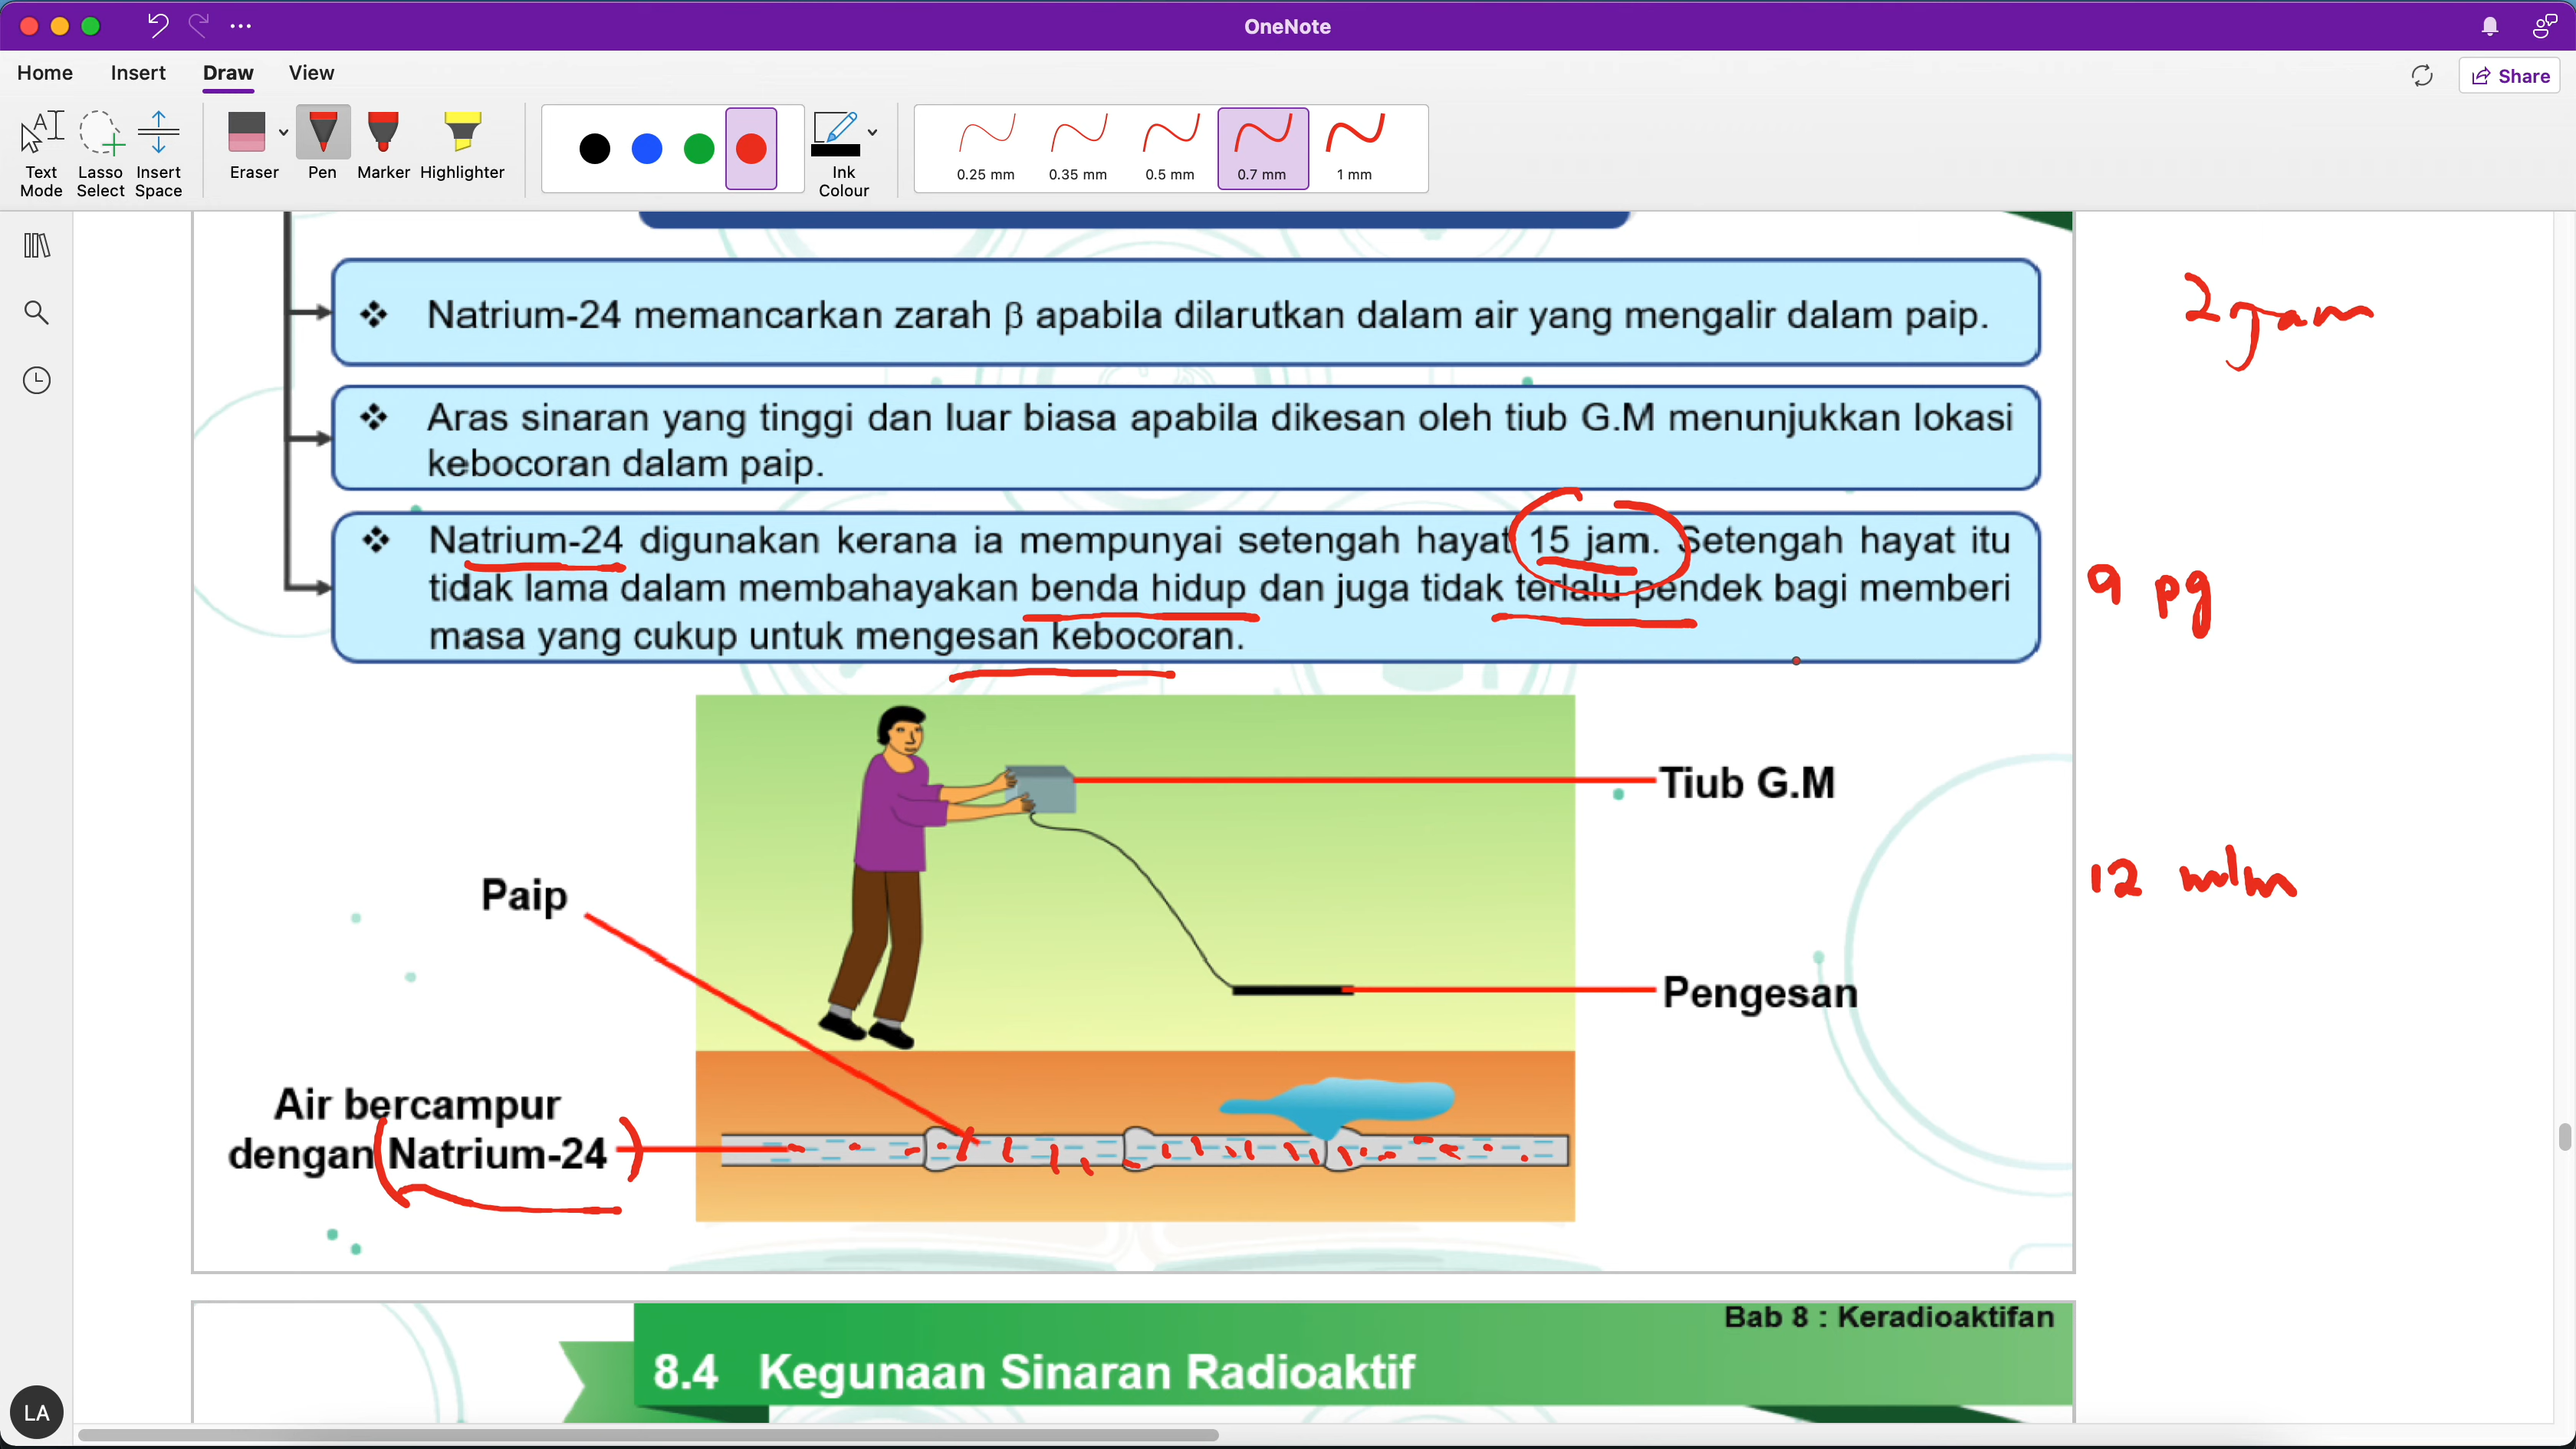 OneNote
Home Insert Draw View
Share
Text Mode
Lasso Select
Insert Space
Eraser
Pen
Marker
Highlighter
Ink Colour
0.25 mm
0.35 mm
0.5 mm
0.7 mm
1 mm
❖ Natrium-24 memancarkan zarah β apabila dilarutkan dalam air yang mengalir dalam paip.
❖ Aras sinaran yang tinggi dan luar biasa apabila dikesan oleh tiub G.M menunjukkan lokasi
kebocoran dalam paip.
❖ Natrium-24 digunakan kerana ia mempunyai setengah hayat 15 jam. Setengah hayat itu
tidak lama dalam membahayakan benda hidup dan juga tidak terlalu pendek bagi memberi
masa yang cukup untuk mengesan kebocoran.
2 jam
9 pg
12 mlm
Tiub G.M
Paip
Pengesan
Air bercampur
dengan Natrium-24
Bab 8 : Keradioaktifan
8.4 Kegunaan Sinaran Radioaktif
LA